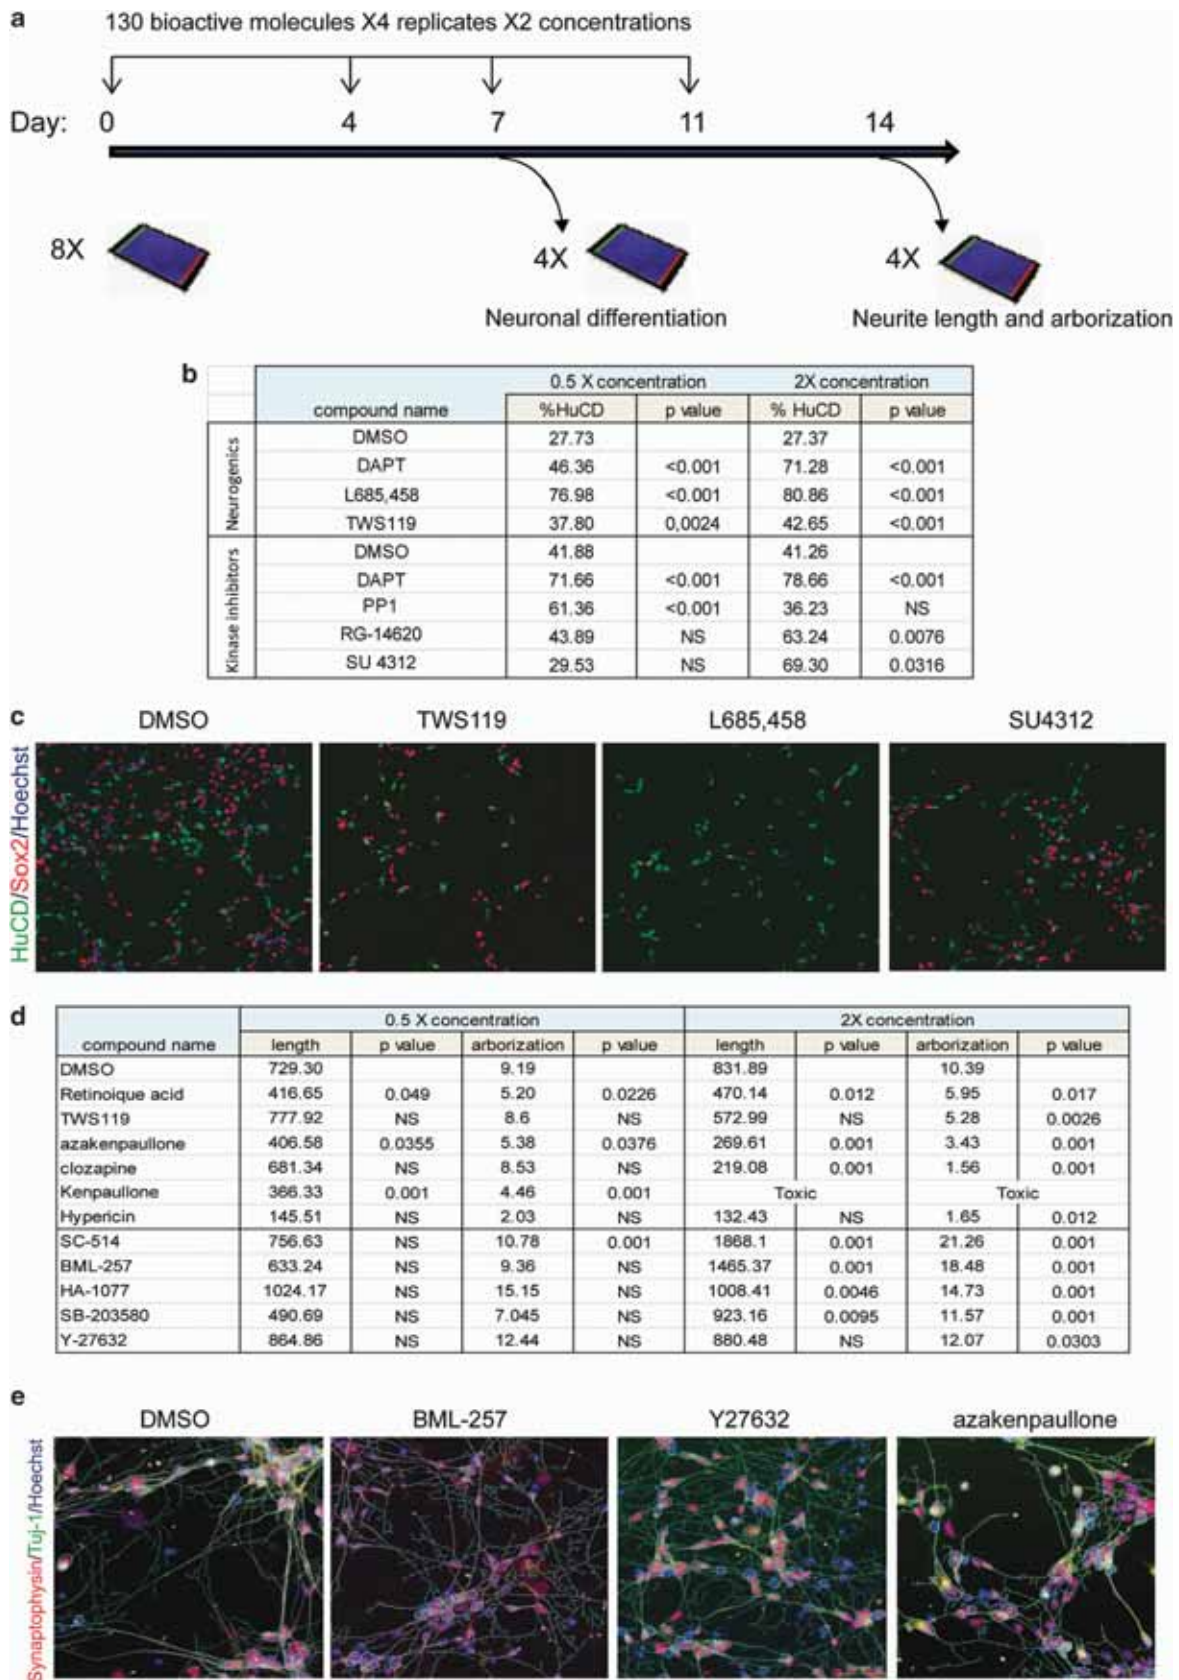 a
130 bioactive molecules X4 replicates X2 concentrations
Day: 0 4 7 11 14
8X
4X
4X
Neuronal differentiation
Neurite length and arborization
b
0.5 X concentration 2X concentration
compound name %HuCD p value % HuCD p value
Neurogenics
DMSO 27.73 27.37
DAPT 46.36 <0.001 71.28 <0.001
L685,458 76.98 <0.001 80.86 <0.001
TWS119 37.80 0,0024 42.65 <0.001
Kinase inhibitors
DMSO 41.88 41.26
DAPT 71.66 <0.001 78.66 <0.001
PP1 61.36 <0.001 36.23 NS
RG-14620 43.89 NS 63.24 0.0076
SU 4312 29.53 NS 69.30 0.0316
c
DMSO TWS119 L685,458 SU4312
HuCD/Sox2/Hoechst
d
0.5 X concentration 2X concentration
compound name length p value arborization p value length p value arborization p value
DMSO 729.30 9.19 831.89 10.39
Retinoique acid 416.65 0.049 5.20 0.0226 470.14 0.012 5.95 0.017
TWS119 777.92 NS 8.6 NS 572.99 NS 5.28 0.0026
azakenpaullone 406.58 0.0355 5.38 0.0376 269.61 0.001 3.43 0.001
clozapine 681.34 NS 8.53 NS 219.08 0.001 1.56 0.001
Kenpaullone 366.33 0.001 4.46 0.001 Toxic Toxic
Hypericin 145.51 NS 2.03 NS 132.43 NS 1.65 0.012
SC-514 756.63 NS 10.78 0.001 1868.1 0.001 21.26 0.001
BML-257 633.24 NS 9.36 NS 1465.37 0.001 18.48 0.001
HA-1077 1024.17 NS 15.15 NS 1008.41 0.0046 14.73 0.001
SB-203580 490.69 NS 7.045 NS 923.16 0.0095 11.57 0.001
Y-27632 864.86 NS 12.44 NS 880.48 NS 12.07 0.0303
e
DMSO BML-257 Y27632 azakenpaullone
Synaptophysin/Tuj-1/Hoechst